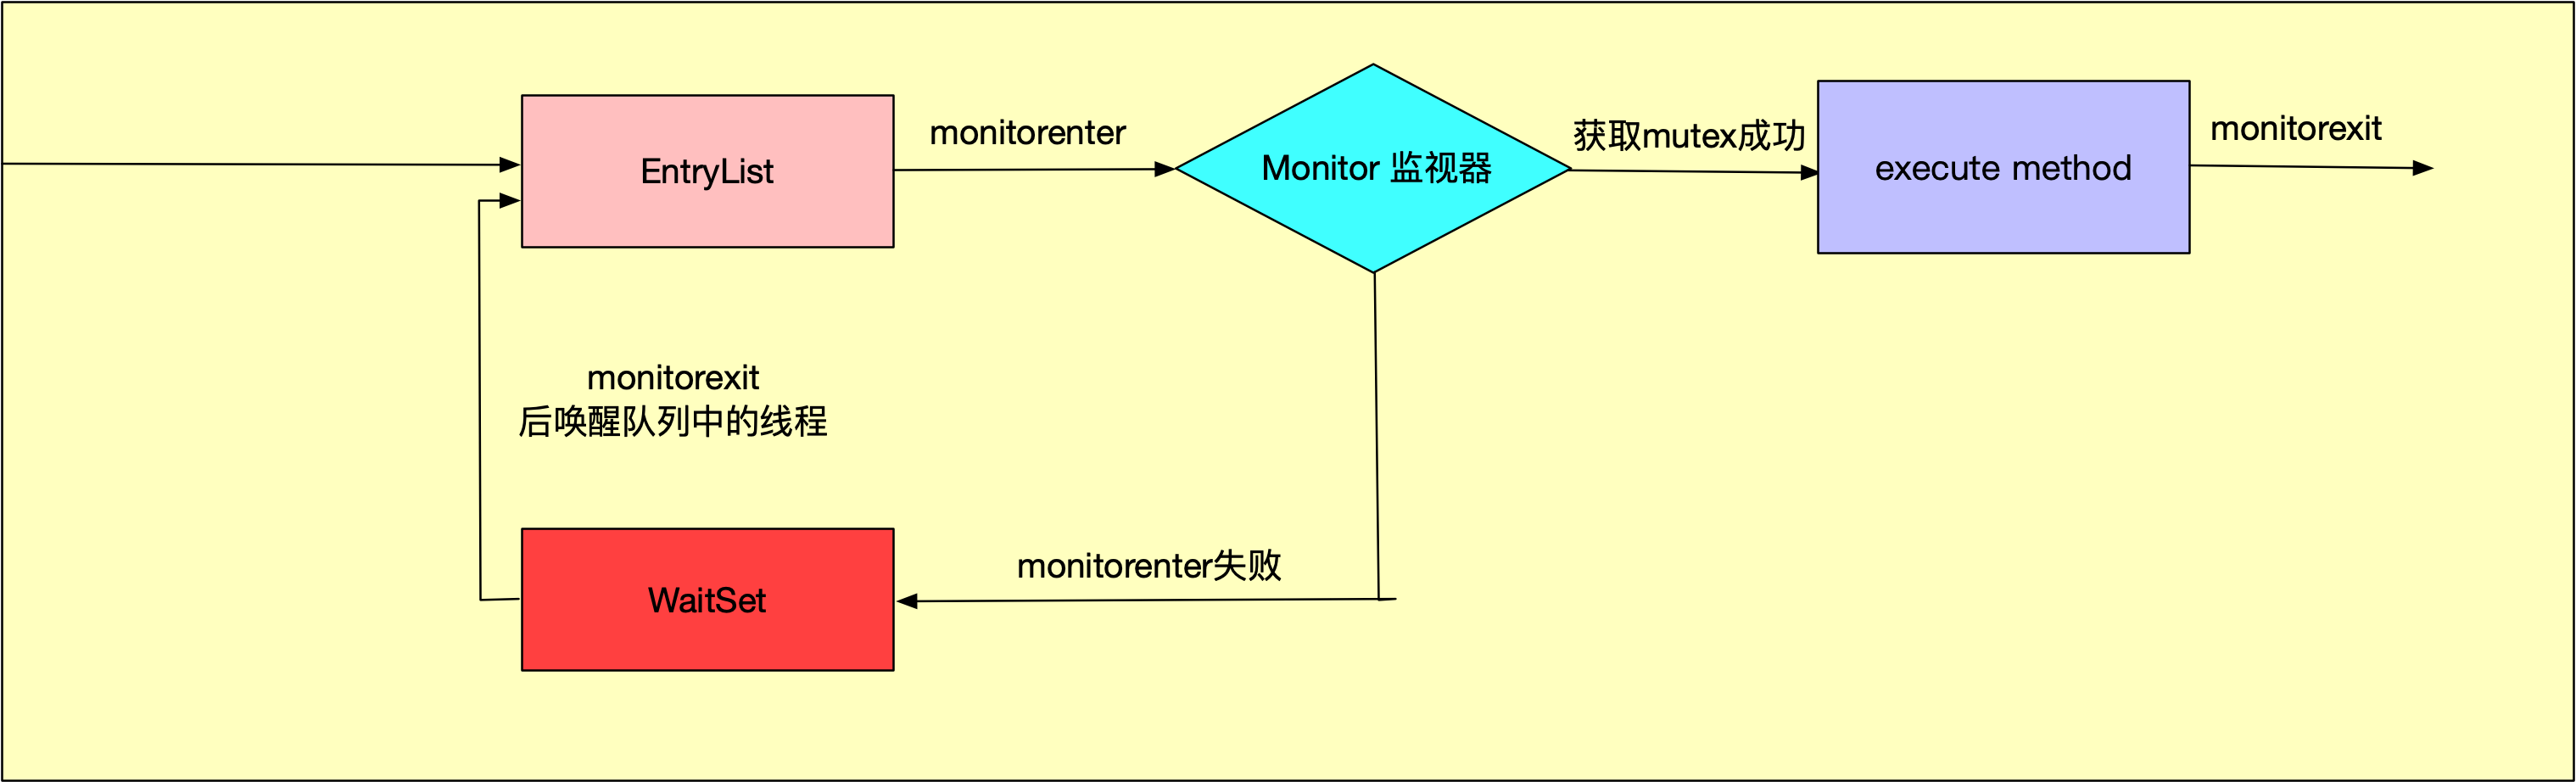 EntryList
monitorenter
Monitor 监视器
获取mutex成功
execute method
monitorexit
monitorexit
后唤醒队列中的线程
WaitSet
monitorenter失败